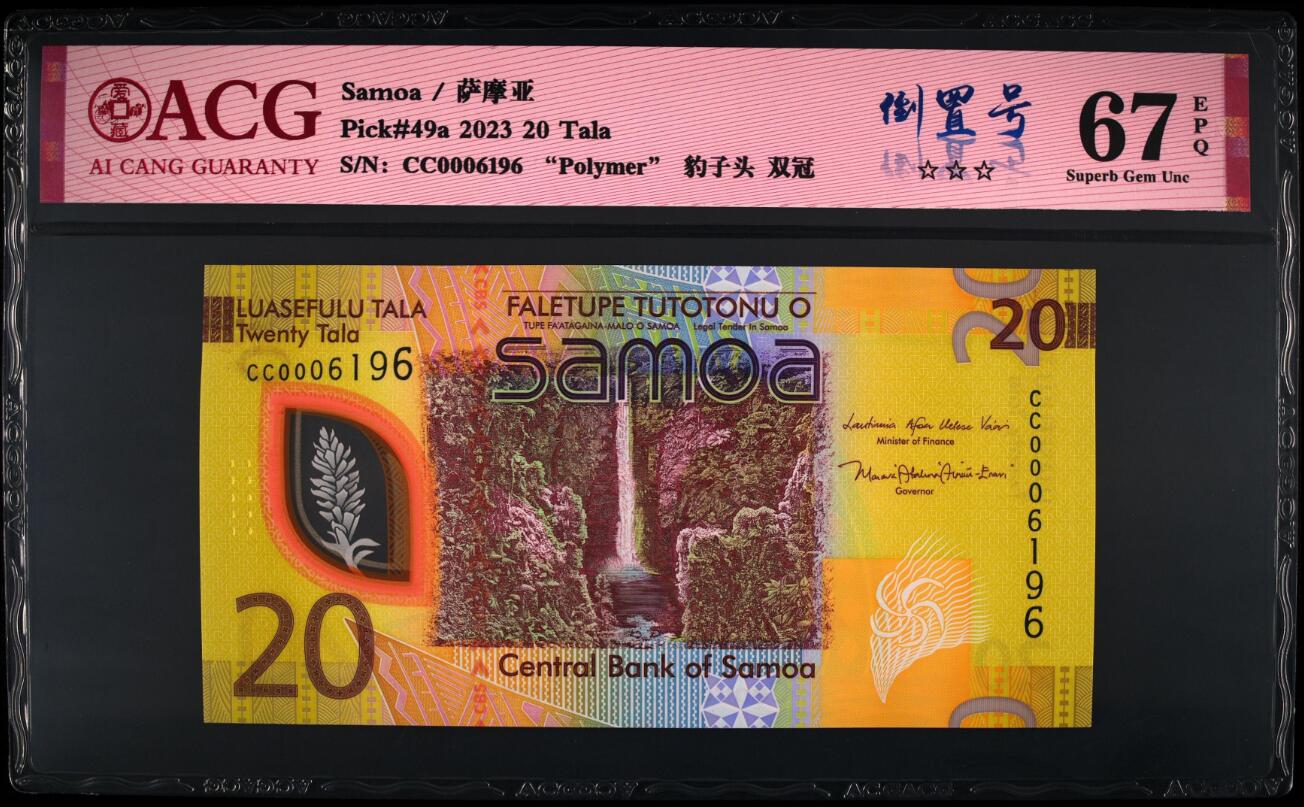 ACG
AI CANG GUARANTY
Samoa / 萨摩亚
Pick#49a 2023 20 Tala
S/N: CC0006196 “Polymer” 豹子头 双冠
倒置号
☆☆☆
67
EPQ
Superb Gem Unc
LUASEFULU TALA
Twenty Tala
CC0006196
FALETUPE TUTOTONU O
TUPE FA'ATAGAINA-MALO O SAMOA Legal Tender in Samoa
samoa
20
CC0006196
Minister of Finance
Governor
20
Central Bank of Samoa
CBS
CBS